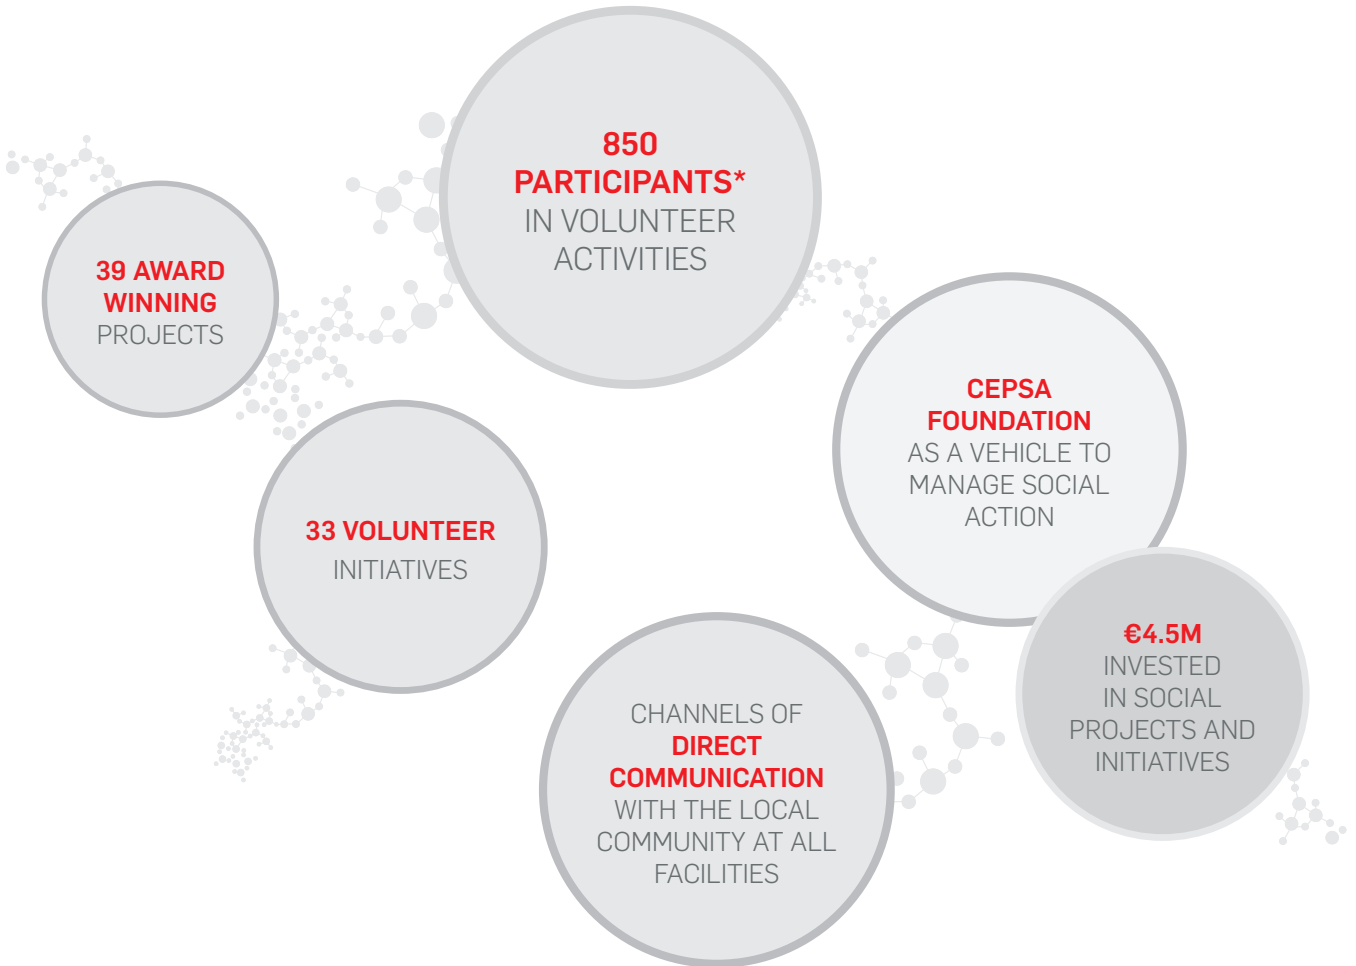 850
PARTICIPANTS*
IN VOLUNTEER
ACTIVITIES
39 AWARD
WINNING
PROJECTS
CEPSA
FOUNDATION
AS A VEHICLE TO
MANAGE SOCIAL
ACTION
33 VOLUNTEER
INITIATIVES
€4.5M
INVESTED
IN SOCIAL
PROJECTS AND
INITIATIVES
CHANNELS OF
DIRECT
COMMUNICATION
WITH THE LOCAL
COMMUNITY AT ALL
FACILITIES